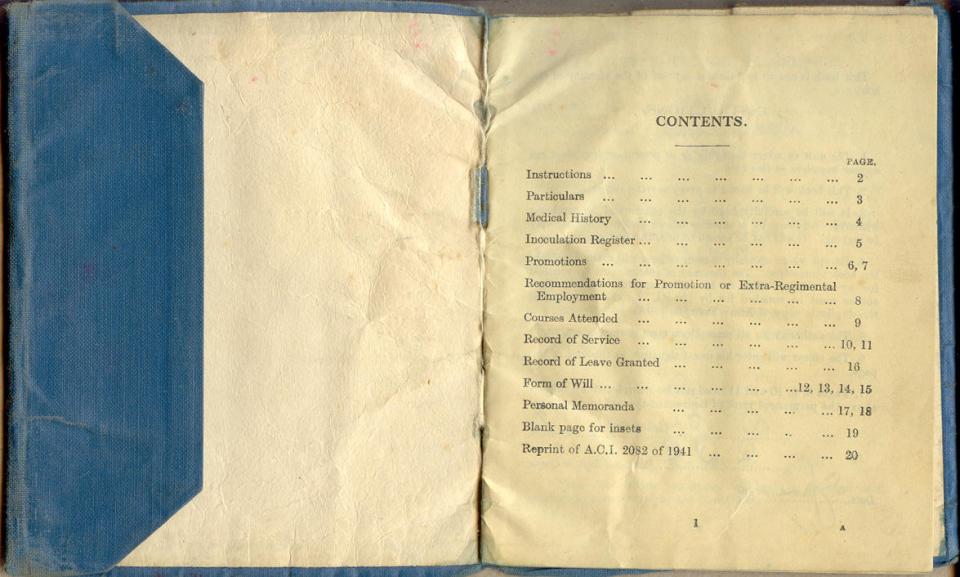 CONTENTS.
PAGE.
Instructions ... ... ... ... ... ... ... 2
Particulars ... ... ... ... ... ... ... 3
Medical History ... ... ... ... ... ... 4
Inoculation Register ... ... ... ... ... ... 5
Promotions ... ... ... ... ... ... ... 6, 7
Recommendations for Promotion or Extra-Regimental
Employment ... ... ... ... ... ... 8
Courses Attended ... ... ... ... ... ... 9
Record of Service ... ... ... ... ... ... 10, 11
Record of Leave Granted ... ... ... ... ... 16
Form of Will ... ... ... ... ... ...12, 13, 14, 15
Personal Memoranda ... ... ... ... ... 17, 18
Blank page for insets ... ... ... .. ... 19
Reprint of A.C.I. 2082 of 1941 ... ... ... ... 20
1
A